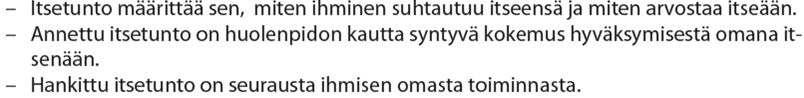 – Itsetunto määrittää sen, miten ihminen suhtautuu itseensä ja miten arvostaa itseään.
– Annettu itsetunto on huolenpidon kautta syntyvä kokemus hyväksymisestä omana it-
senään.
– Hankittu itsetunto on seurausta ihmisen omasta toiminnasta.